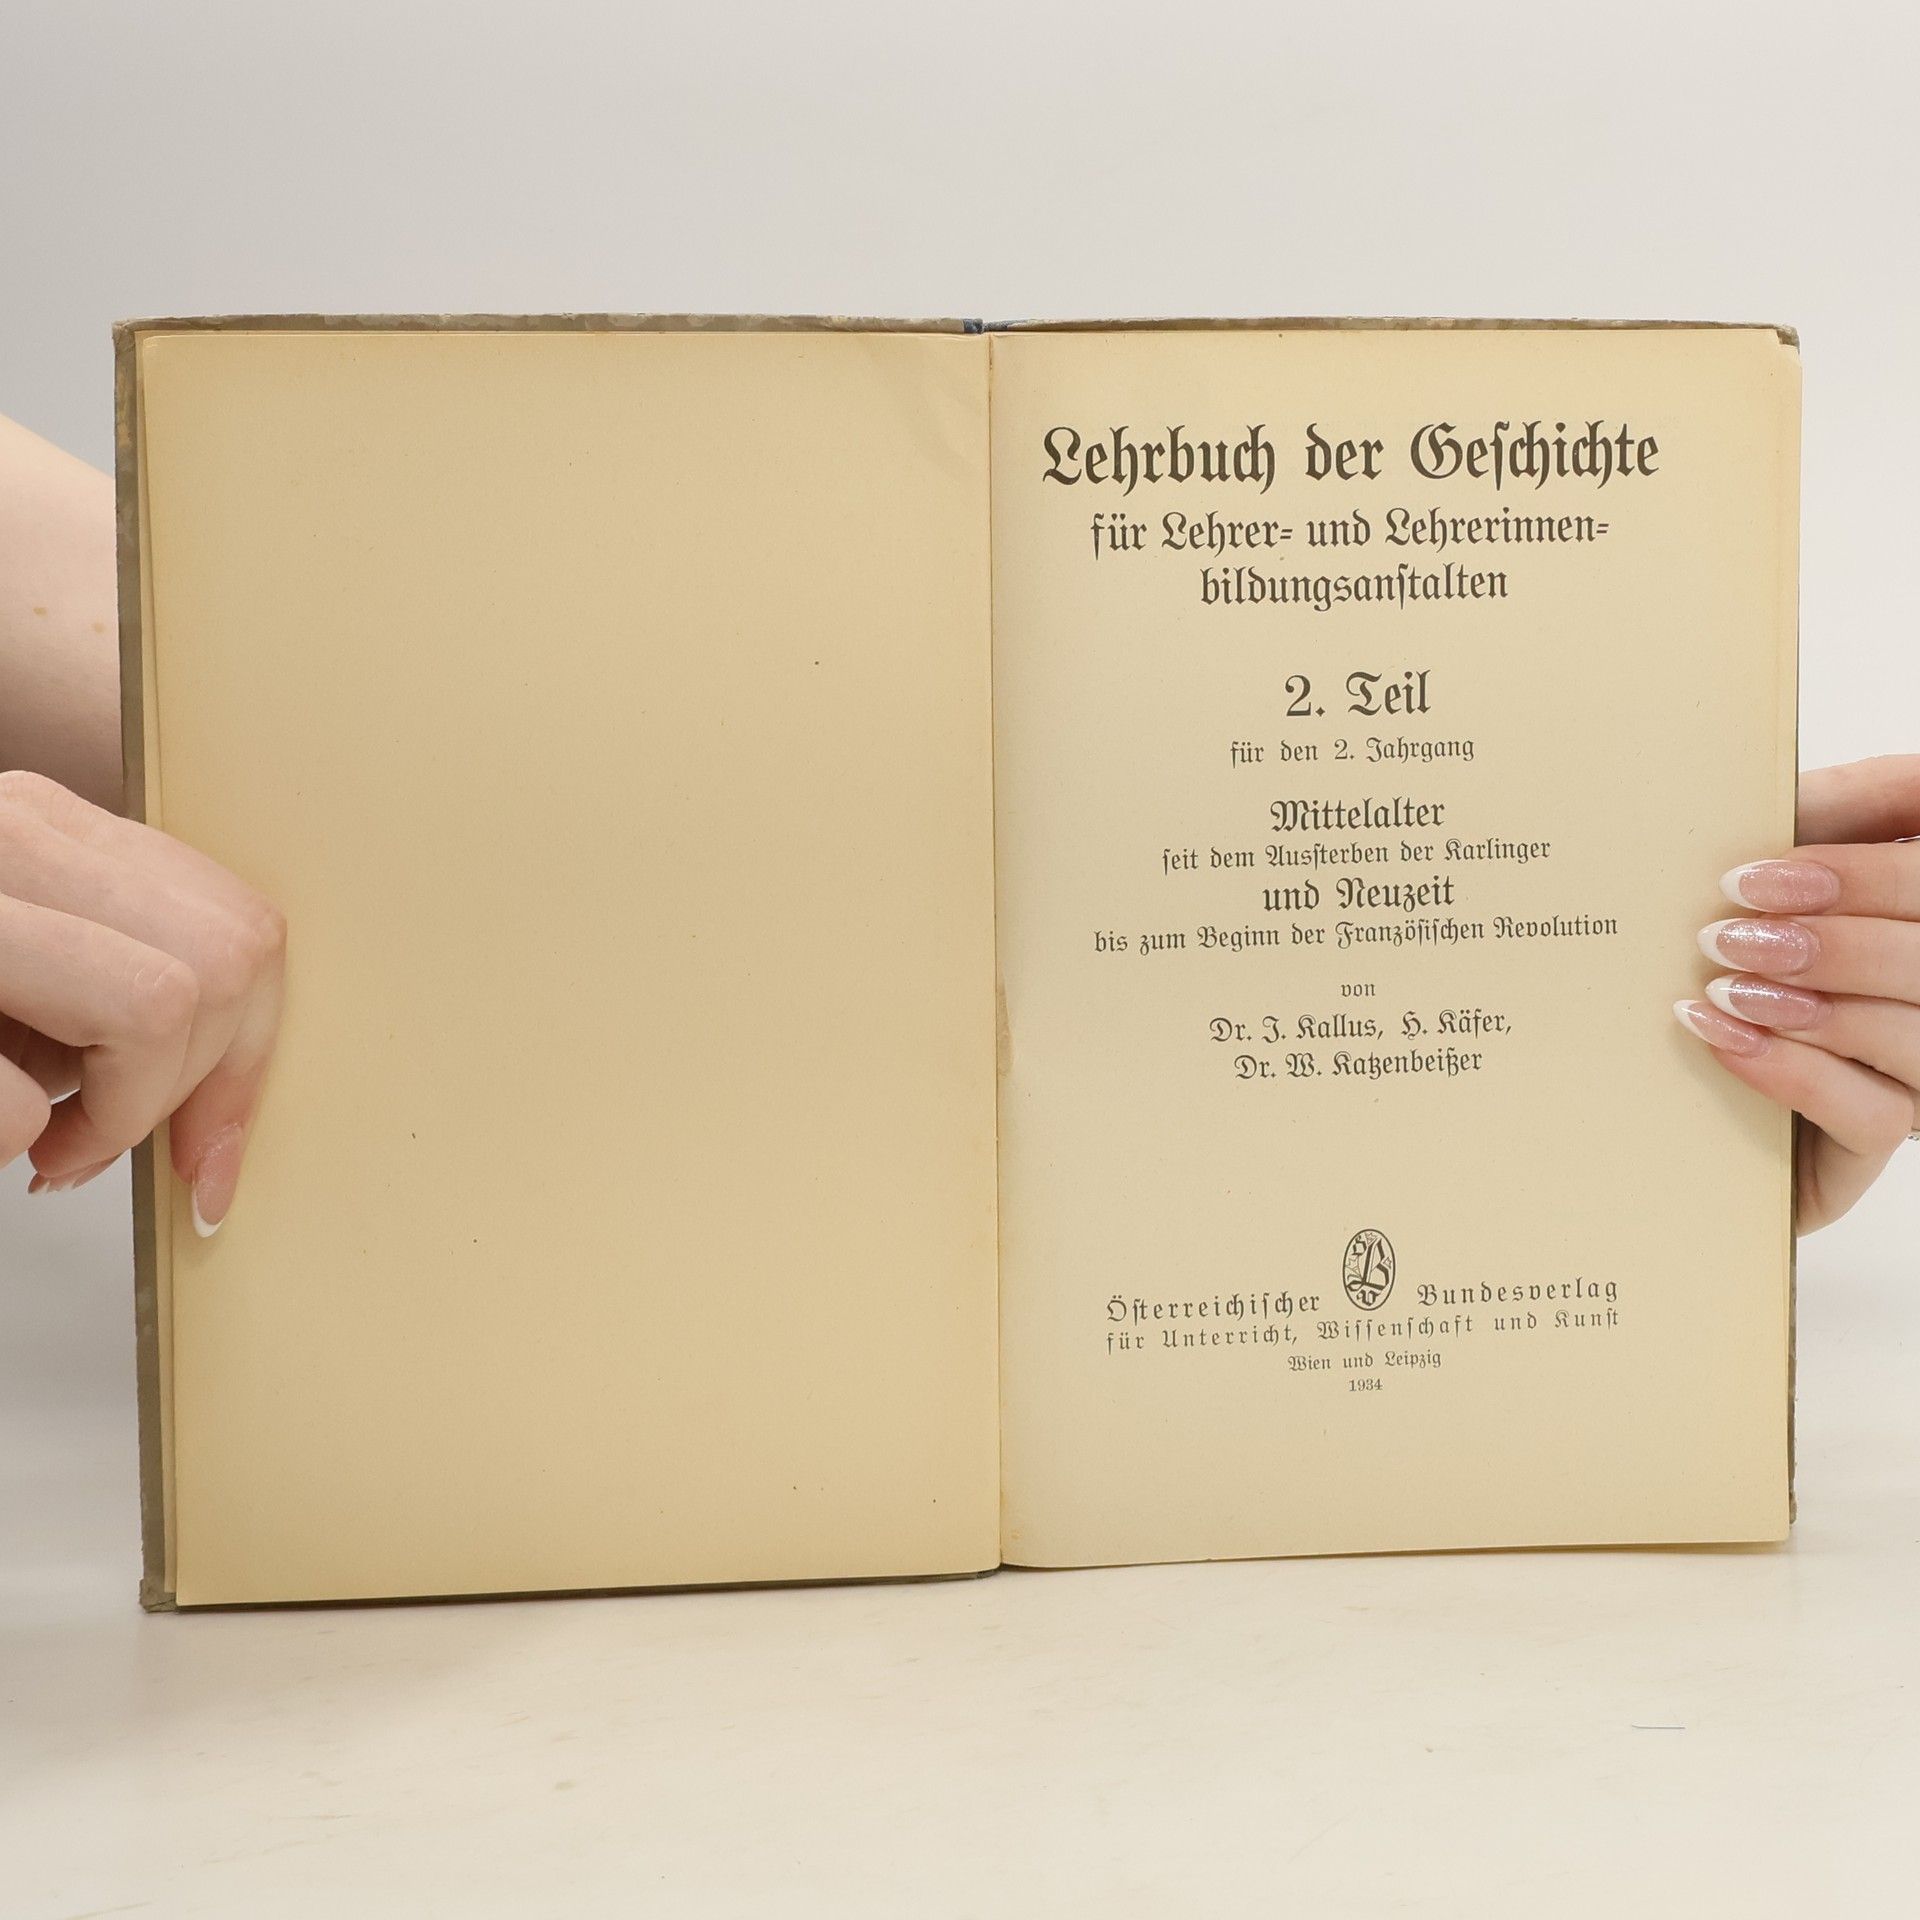 Lehrbuch der Geſchichte
für Lehrer- und Lehrerinnen-
bildungsanſtalten
2. Teil
für den 2. Jahrgang
Mittelalter
ſeit dem Ausſterben der Karlinger
und Neuzeit
bis zum Beginn der Franzöſiſchen Revolution
von
Dr. J. Kallus, H. Käfer,
Dr. W. Katzenbeißer
Öſterreichiſcher Bundesverlag
für Unterricht, Wiſſenſchaft und Kunſt
Wien und Leipzig
1934